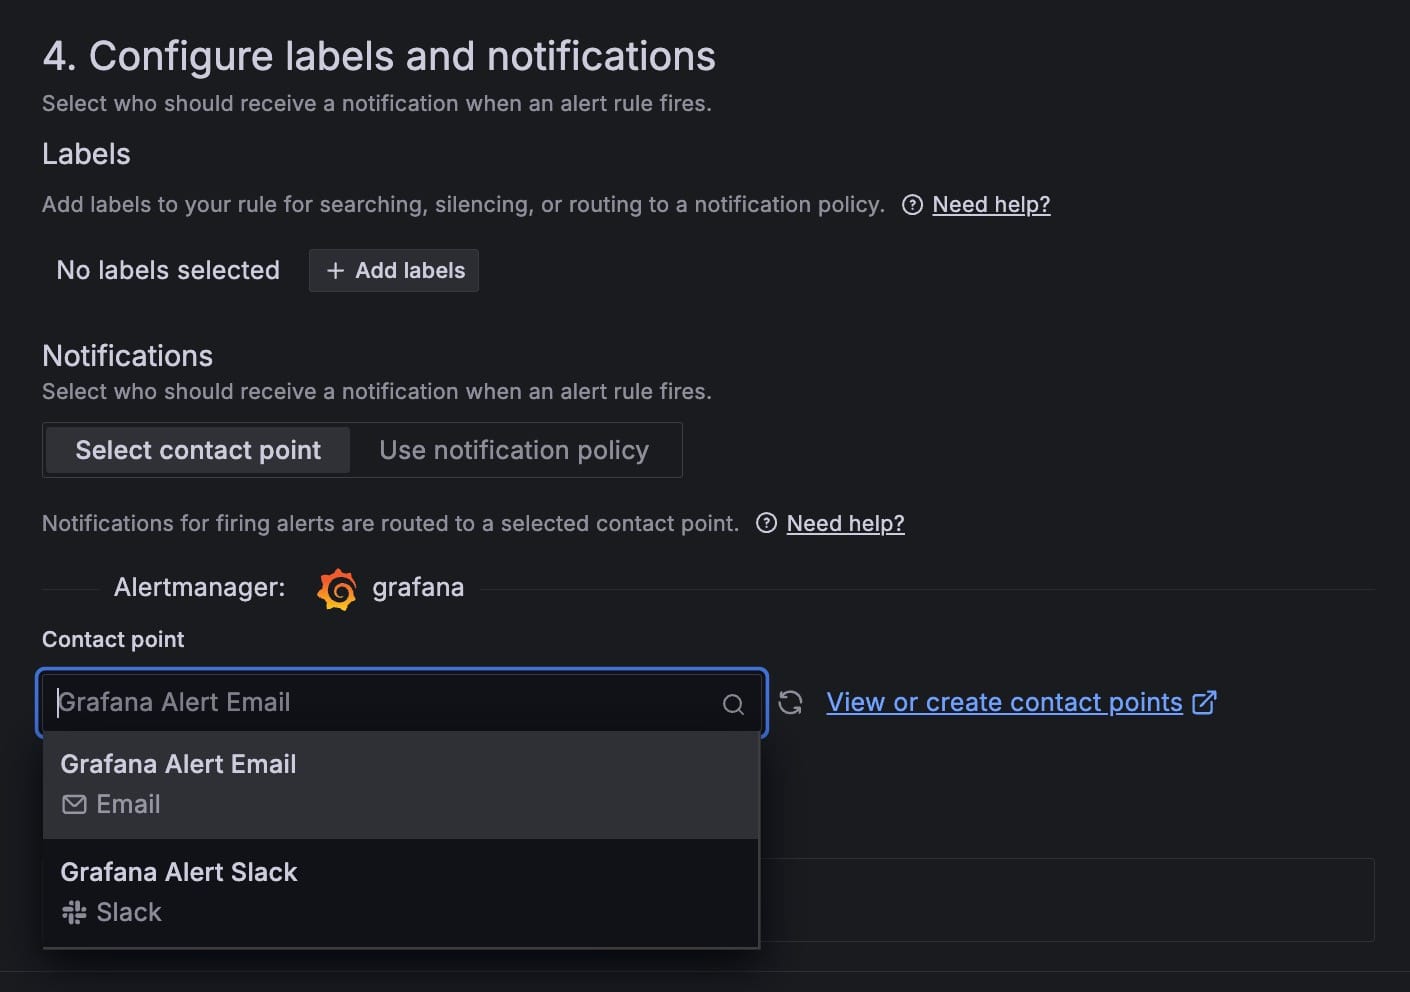 4. Configure labels and notifications
Select who should receive a notification when an alert rule fires.
Labels
Add labels to your rule for searching, silencing, or routing to a notification policy. Need help?
No labels selected + Add labels
Notifications
Select who should receive a notification when an alert rule fires.
Select contact point Use notification policy
Notifications for firing alerts are routed to a selected contact point. Need help?
Alertmanager: grafana
Contact point
Grafana Alert Email View or create contact points
Grafana Alert Email
Email
Grafana Alert Slack
Slack